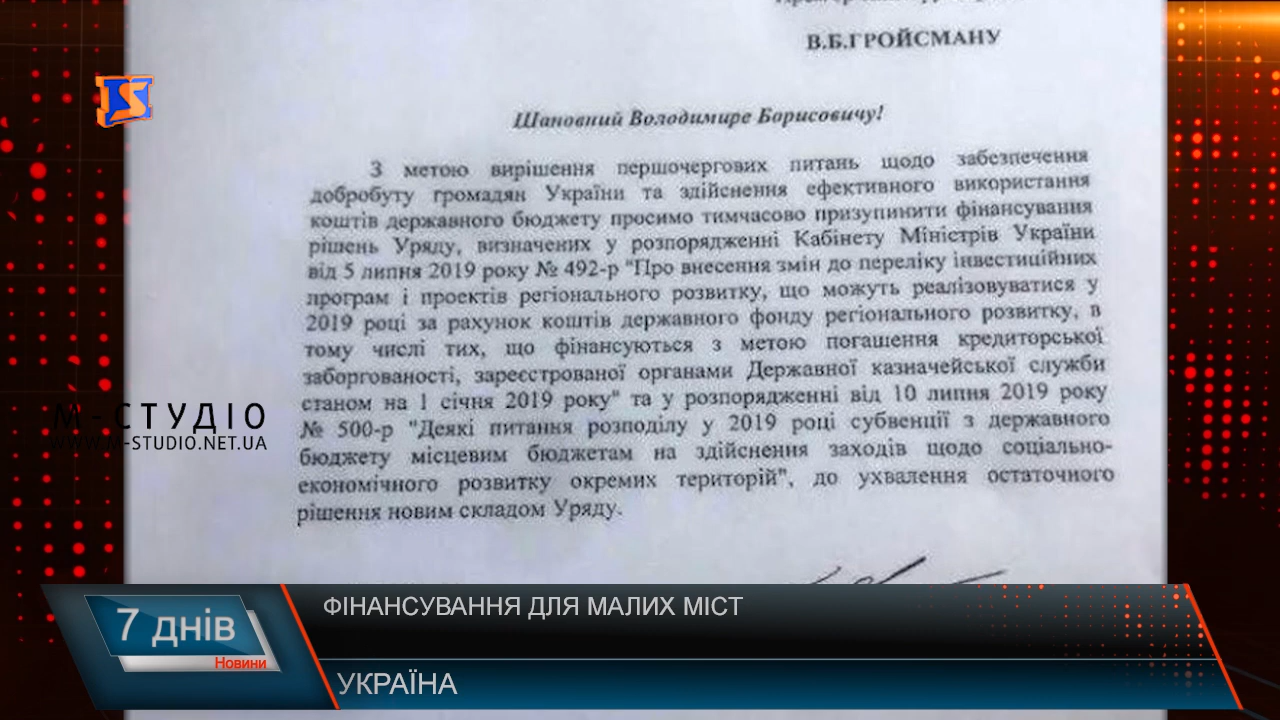 В.Б.ГРОЙСМАНУ
Шановний Володимире Борисовичу!
З метою вирішення першочергових питань щодо забезпечення
добробуту громадян України та здійснення ефективного використання
коштів державного бюджету просимо тимчасово призупинити фінансування
рішень Уряду, визначених у розпорядженні Кабінету Міністрів України
від 5 липня 2019 року № 492-р "Про внесення змін до переліку інвестиційних
програм і проектів регіонального розвитку, що можуть реалізовуватися у
2019 році за рахунок коштів державного фонду регіонального розвитку, в
тому числі тих, що фінансуються з метою погашення кредиторської
заборгованості, зареєстрованої органами Державної казначейської служби
станом на 1 січня 2019 року" та у розпорядженні від 10 липня 2019 року
№ 500-р "Деякі питання розподілу у 2019 році субвенції з державного
бюджету місцевим бюджетам на здійснення заходів щодо соціально-
економічного розвитку окремих територій", до ухвалення остаточного
рішення новим складом Уряду.
М-СТУДІО
WWW.M-STUDIO.NET.UA
7 днів
Новини
ФІНАНСУВАННЯ ДЛЯ МАЛИХ МІСТ
УКРАЇНА